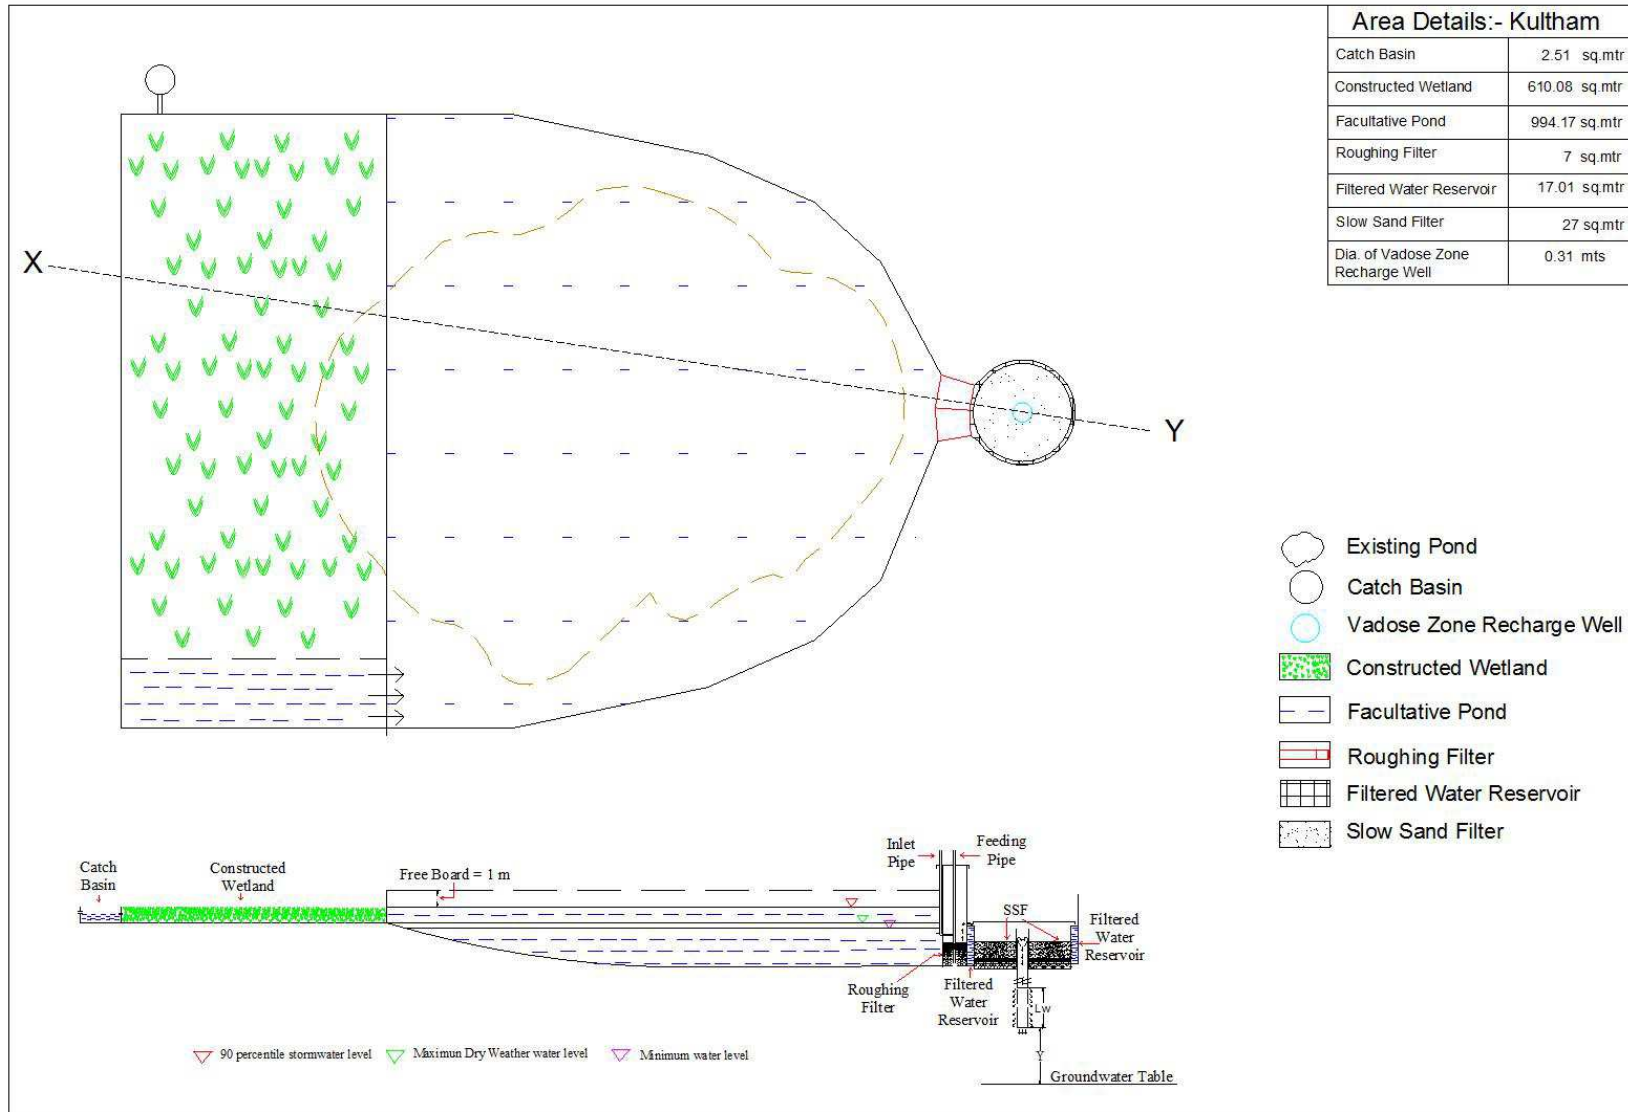 Area Details:- Kultham
Catch Basin 2.51 sq.mtr
Constructed Wetland 610.08 sq.mtr
Facultative Pond 994.17 sq.mtr
Roughing Filter 7 sq.mtr
Filtered Water Reservoir 17.01 sq.mtr
Slow Sand Filter 27 sq.mtr
Dia. of Vadose Zone 0.31 mts
Recharge Well
X
Y
Existing Pond
Catch Basin
Vadose Zone Recharge Well
Constructed Wetland
Facultative Pond
Roughing Filter
Filtered Water Reservoir
Slow Sand Filter
Catch
Basin
Constructed
Wetland
Free Board = 1 m
Inlet
Pipe
Feeding
Pipe
SSF
Filtered
Water
Reservoir
Roughing
Filter
Filtered
Water
Reservoir
Lw
Y
Groundwater Table
90 percentile stormwater level
Maximun Dry Weather water level
Minimum water level